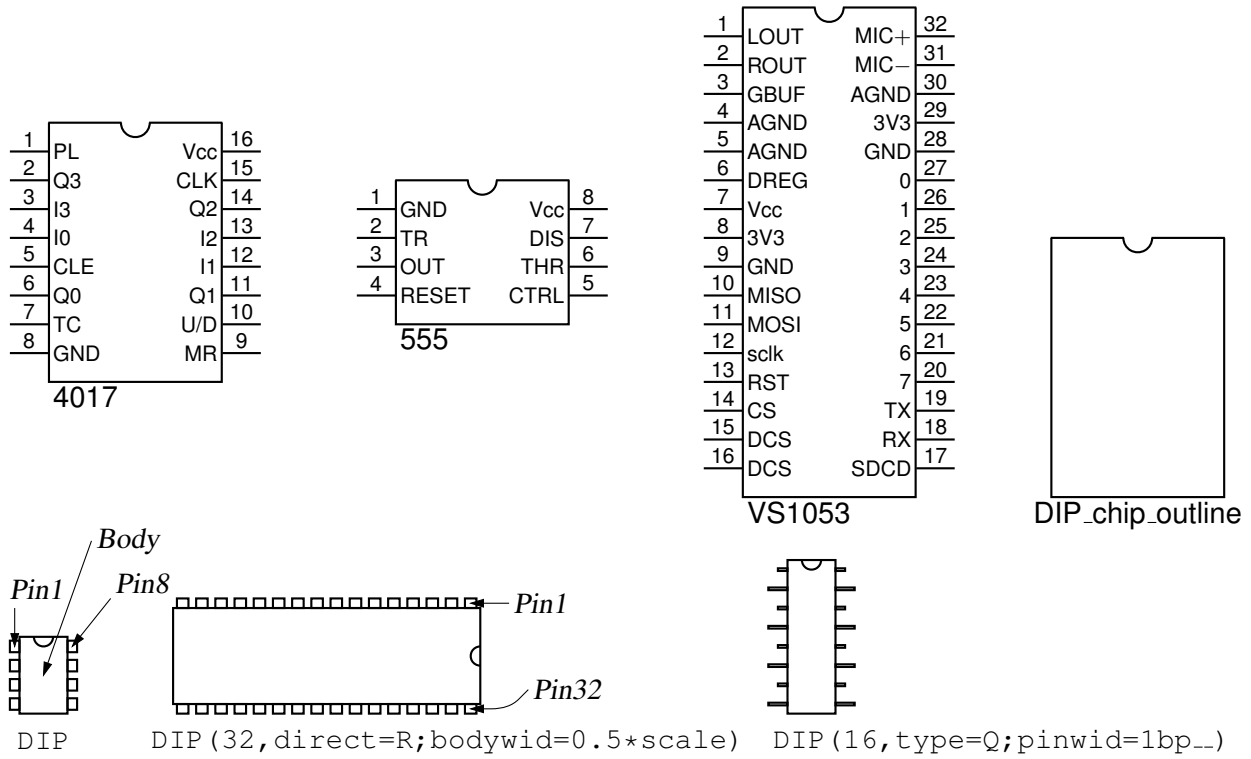 1 PL Vcc 16
2 Q3 CLK 15
3 I3 Q2 14
4 I0 I2 13
5 CLE I1 12
6 Q0 Q1 11
7 TC U/D 10
8 GND MR 9
4017
1 GND Vcc 8
2 TR DIS 7
3 OUT THR 6
4 RESET CTRL 5
555
1 LOUT MIC+ 32
2 ROUT MIC− 31
3 GBUF AGND 30
4 AGND 3V3 29
5 AGND GND 28
6 DREG 0 27
7 Vcc 1 26
8 3V3 2 25
9 GND 3 24
10 MISO 4 23
11 MOSI 5 22
12 sclk 6 21
13 RST 7 20
14 CS TX 19
15 DCS RX 18
16 DCS SDCD 17
VS1053
DIP_chip_outline
Body
Pin1
Pin8
DIP
Pin1
Pin32
DIP(32,direct=R;bodywid=0.5*scale)
DIP(16,type=Q;pinwid=1bp__)